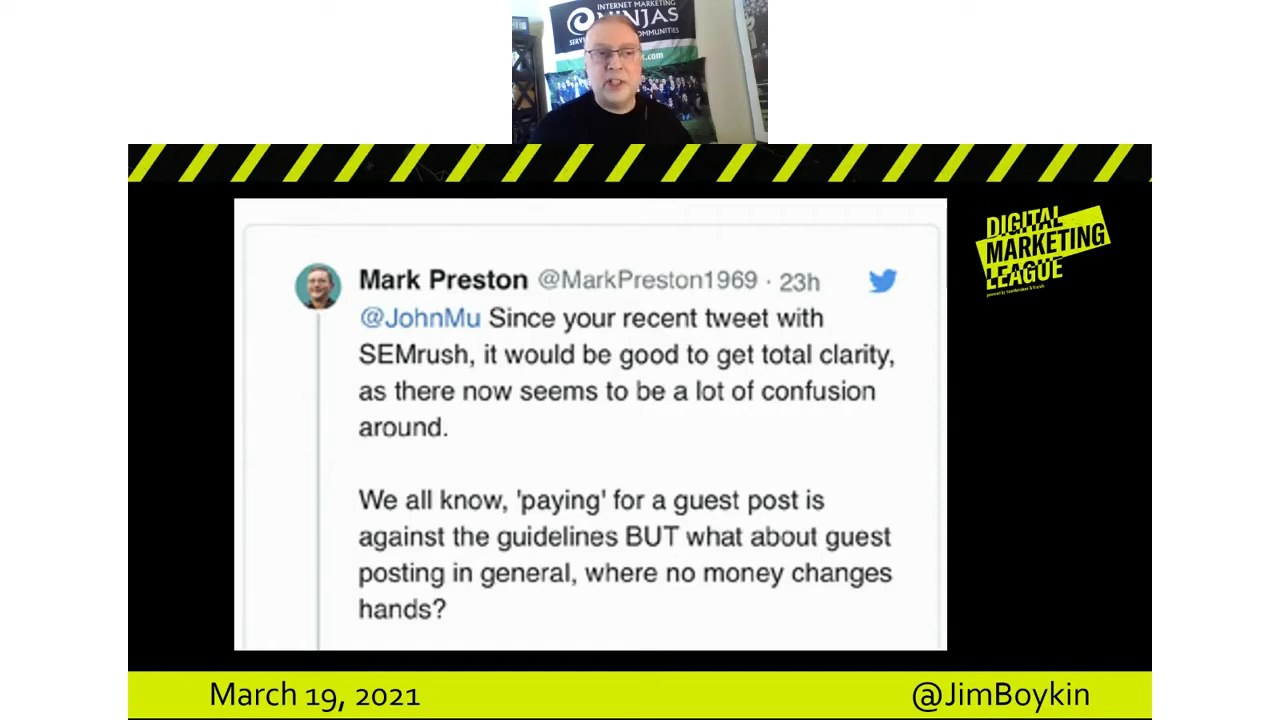 INTERNET MARKETING
NINJAS
DIGITAL
MARKETING
LEAGUE
Mark Preston @MarkPreston1969 · 23h
@JohnMu Since your recent tweet with
SEMrush, it would be good to get total clarity,
as there now seems to be a lot of confusion
around.
We all know, 'paying' for a guest post is
against the guidelines BUT what about guest
posting in general, where no money changes
hands?
March 19, 2021
@JimBoykin